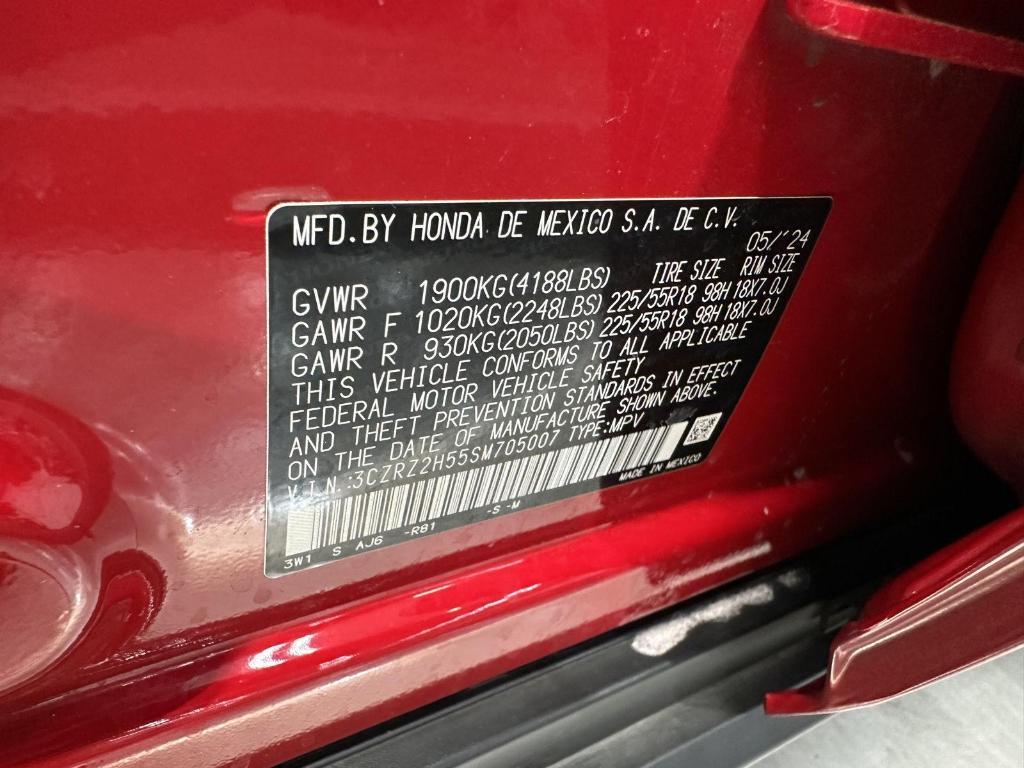 MFD.BY HONDA DE MEXICO S.A. DE C.V.
05/'24
GVWR 1900KG(4188LBS) TIRE SIZE RIM SIZE
GAWR F 1020KG(2248LBS) 225/55R18 98H 18X7.0J
GAWR R 930KG(2050LBS) 225/55R18 98H 18X7.0J
THIS VEHICLE CONFORMS TO ALL APPLICABLE
FEDERAL MOTOR VEHICLE SAFETY
AND THEFT PREVENTION STANDARDS IN EFFECT
ON THE DATE OF MANUFACTURE SHOWN ABOVE.
V.I.N.:3CZRZ2H55SM705007 TYPE:MPV
MADE IN MEXICO
3W1 S AJ6 -R81 -S -M